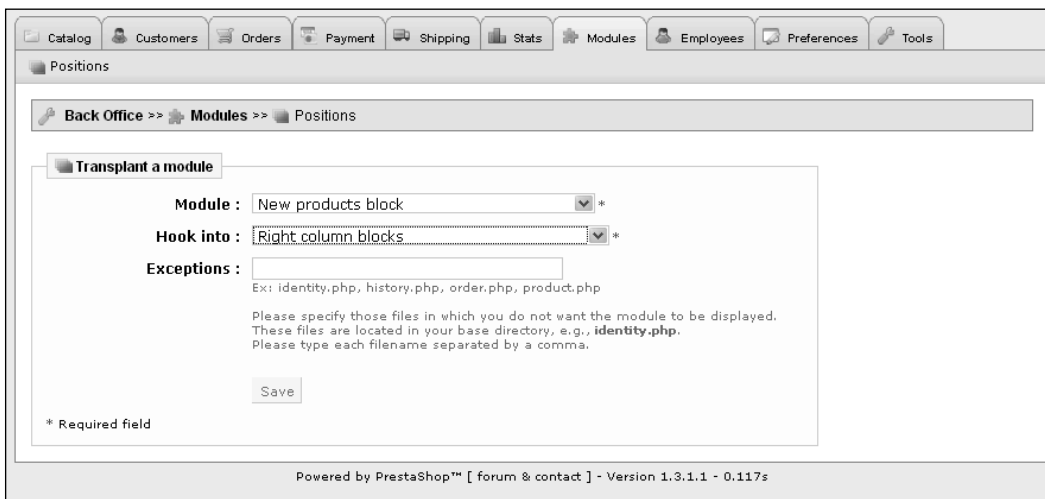 Catalog Customers Orders Payment Shipping Stats Modules Employees Preferences Tools
Positions
Back Office >> Modules >> Positions
Transplant a module
Module : New products block *
Hook into : Right column blocks *
Exceptions :
Ex: identity.php, history.php, order.php, product.php
Please specify those files in which you do not want the module to be displayed.
These files are located in your base directory, e.g., identity.php.
Please type each filename separated by a comma.
Save
* Required field
Powered by PrestaShop™ [ forum & contact ] - Version 1.3.1.1 - 0.117s